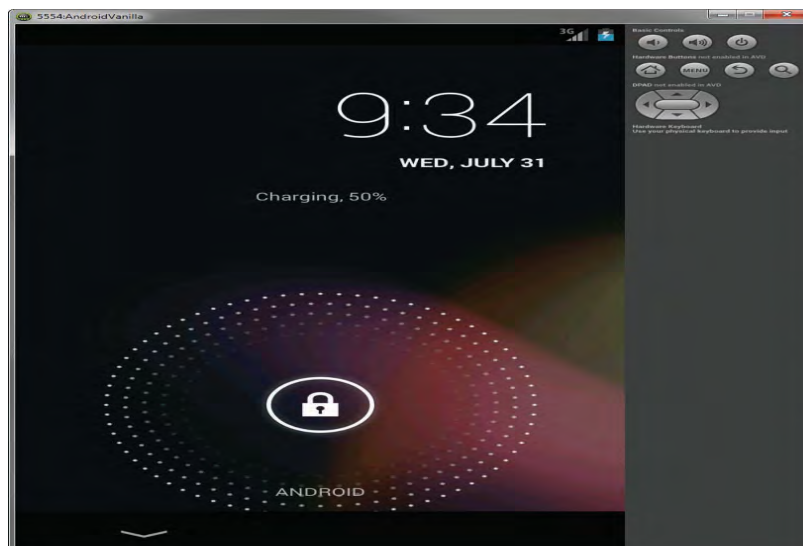 5554:AndroidVanilla
3G
9:34
WED, JULY 31
Charging, 50%
ANDROID
Basic Controls
Hardware Buttons not enabled in AVD
MENU
DPAD not enabled in AVD
Hardware Keyboard
Use your physical keyboard to provide input